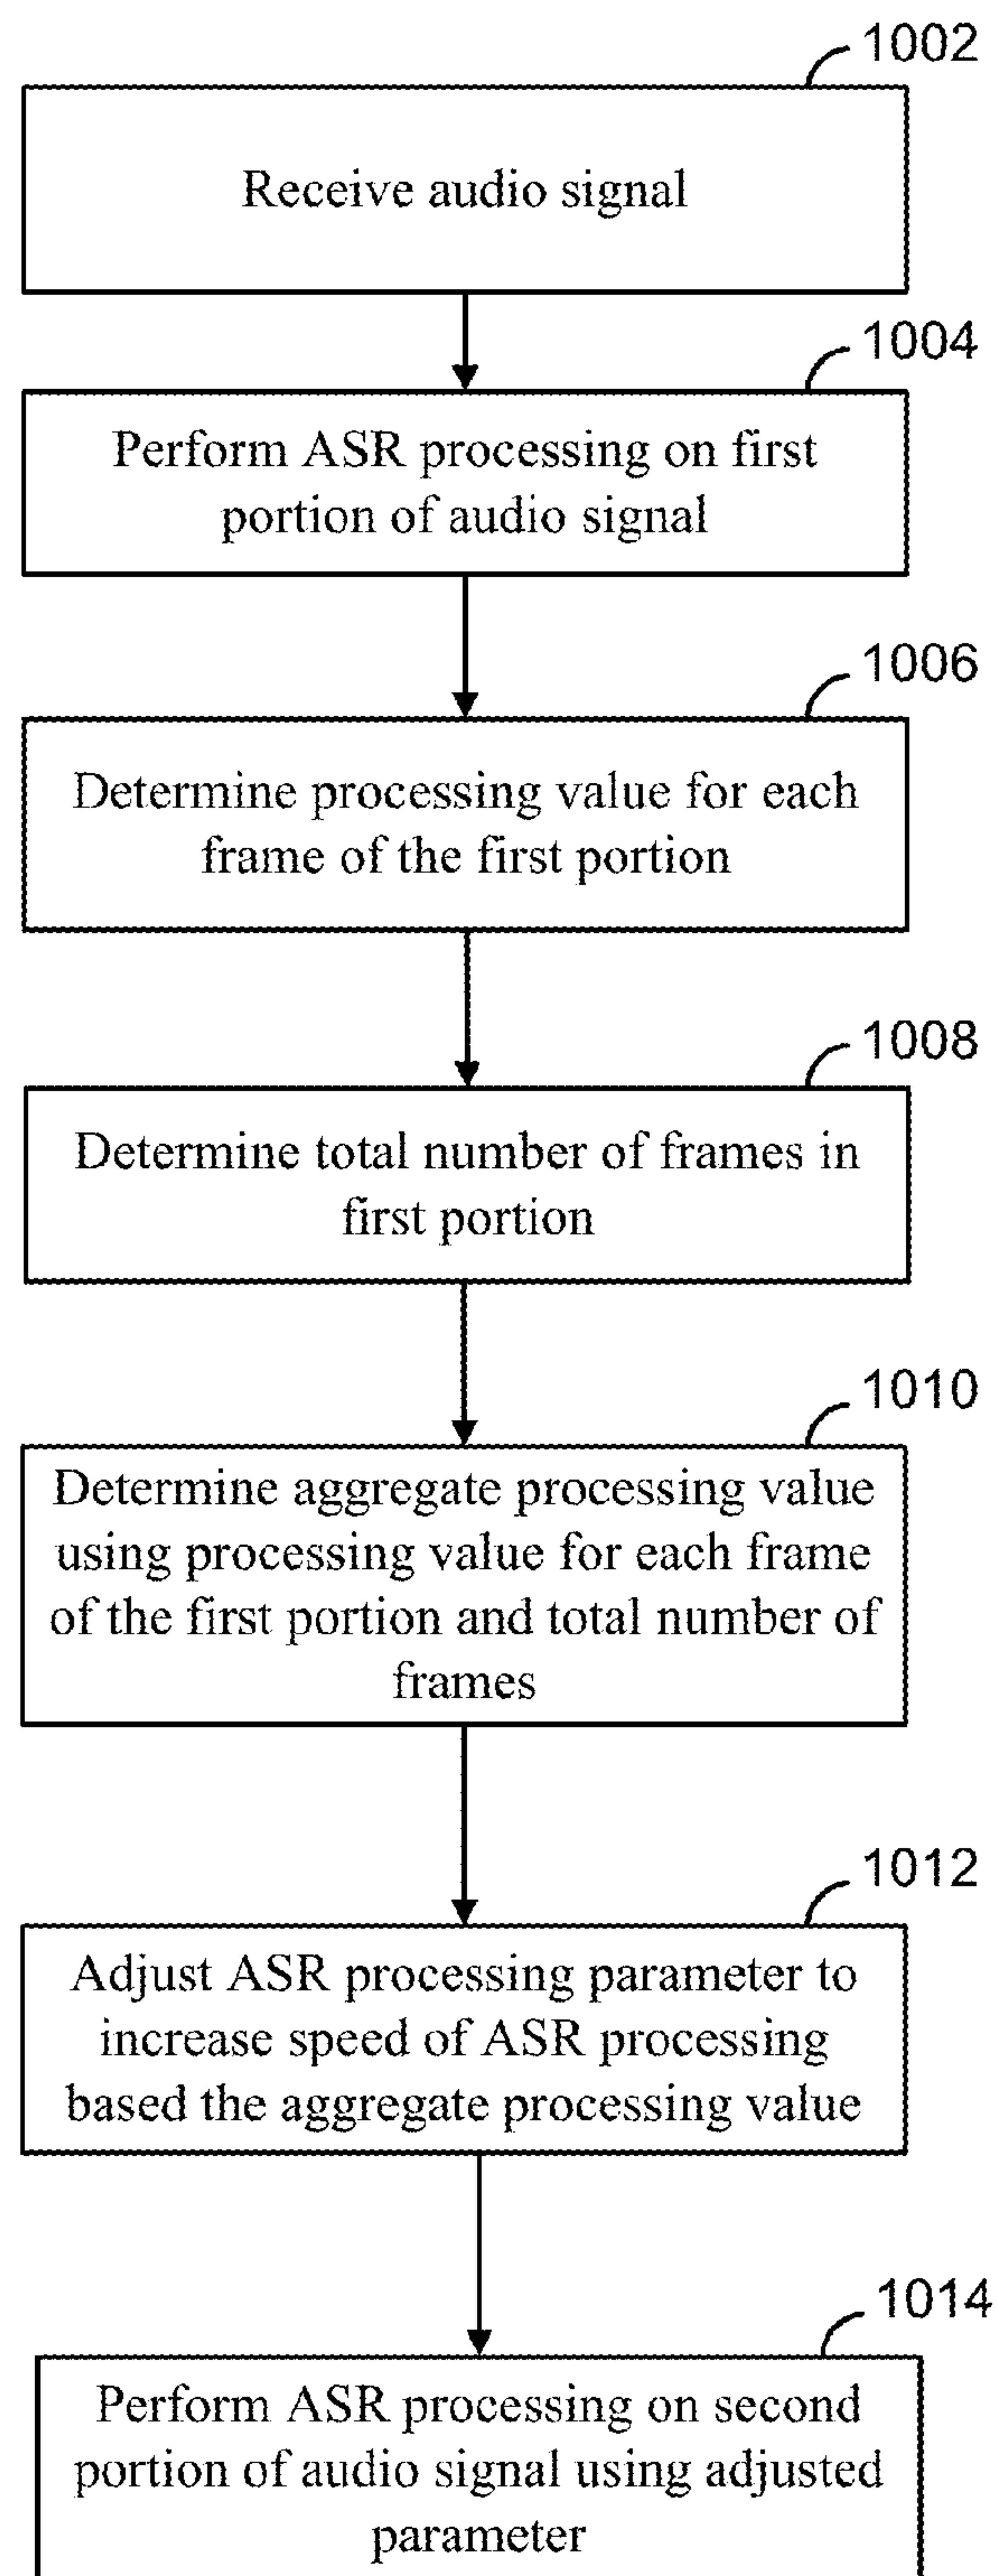 1002
Receive audio signal
1004
Perform ASR processing on first
portion of audio signal
1006
Determine processing value for each
frame of the first portion
1008
Determine total number of frames in
first portion
1010
Determine aggregate processing value
using processing value for each frame
of the first portion and total number of
frames
1012
Adjust ASR processing parameter to
increase speed of ASR processing
based the aggregate processing value
1014
Perform ASR processing on second
portion of audio signal using adjusted
parameter